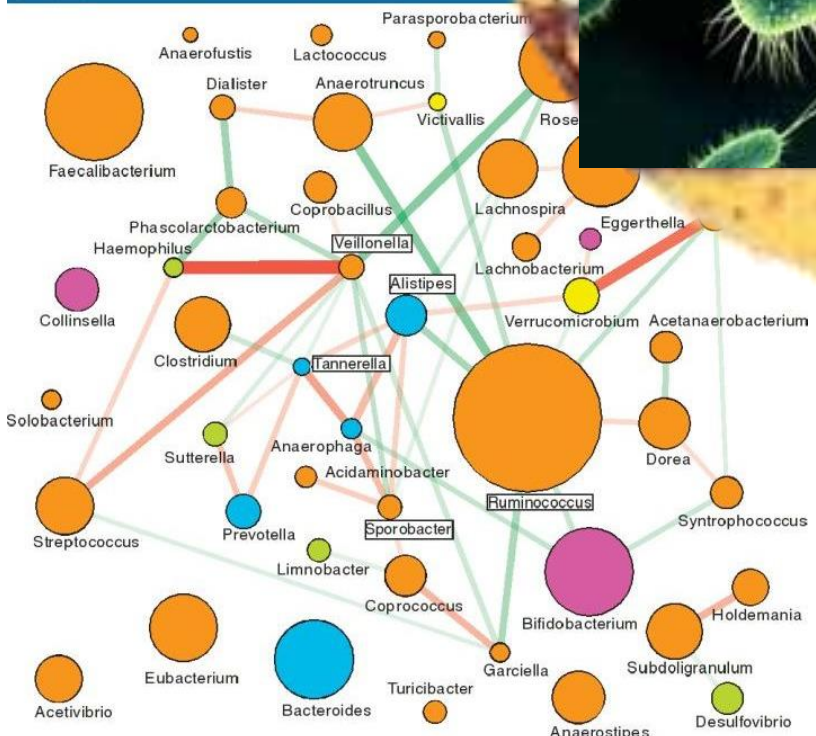 Parasporobacterium
Anaerofustis
Lactococcus
Dialister
Anaerotruncus
Victivallis
Rose
Faecalibacterium
Coprobacillus
Lachnospira
Phascolarctobacterium
Eggerthella
Haemophilus
Veillonella
Lachnobacterium
Alistipes
Collinsella
Verrucomicrobium
Acetanaerobacterium
Clostridium
Tannerella
Solobacterium
Anaerophaga
Sutterella
Dorea
Acidaminobacter
Ruminococcus
Syntrophococcus
Prevotella
Sporobacter
Streptococcus
Limnobacter
Coprococcus
Bifidobacterium
Holdemania
Garciella
Subdoligranulum
Eubacterium
Turicibacter
Acetivibrio
Bacteroides
Desulfovibrio
Anaerostipes